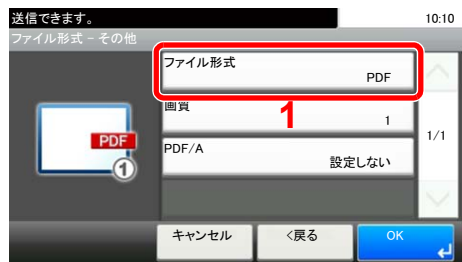 送信できます。
10:10
ファイル形式 - その他
ファイル形式
PDF
画質
1
1
PDF/A
設定しない
1/1
PDF
1
キャンセル
<戻る
OK